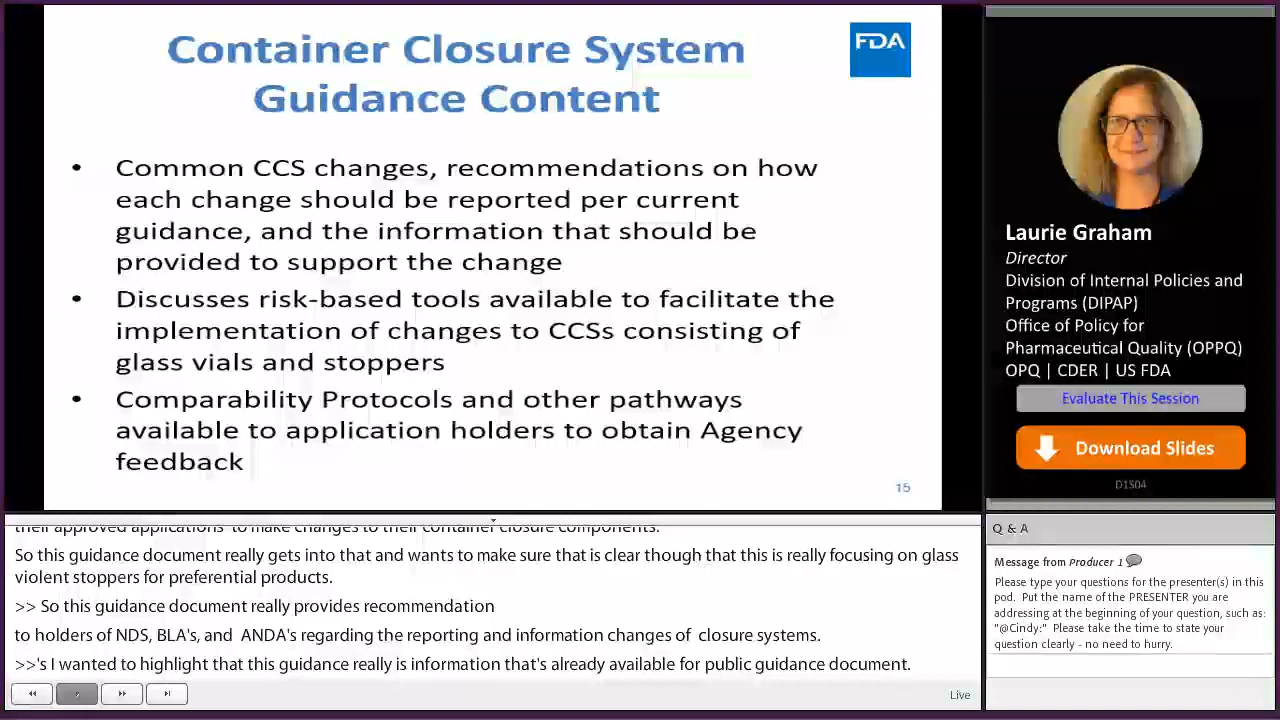 Container Closure System
Guidance Content
FDA
• Common CCS changes, recommendations on how
each change should be reported per current
guidance, and the information that should be
provided to support the change
• Discusses risk-based tools available to facilitate the
implementation of changes to CCSs consisting of
glass vials and stoppers
• Comparability Protocols and other pathways
available to application holders to obtain Agency
feedback
15
Laurie Graham
Director
Division of Internal Policies and
Programs (DIPAP)
Office of Policy for
Pharmaceutical Quality (OPPQ)
OPQ | CDER | US FDA
Evaluate This Session
Download Slides
D1S04
their approved applications to make changes to their container closure components.
So this guidance document really gets into that and wants to make sure that is clear though that this is really focusing on glass
violent stoppers for preferential products.
>> So this guidance document really provides recommendation
to holders of NDS, BLA's, and ANDA's regarding the reporting and information changes of closure systems.
>>'s I wanted to highlight that this guidance really is information that's already available for public guidance document.
Live
Q & A
Message from Producer 1
Please type your questions for the presenter(s) in this
pod. Put the name of the PRESENTER you are
addressing at the beginning of your question, such as:
"@Cindy:" Please take the time to state your
question clearly - no need to hurry.